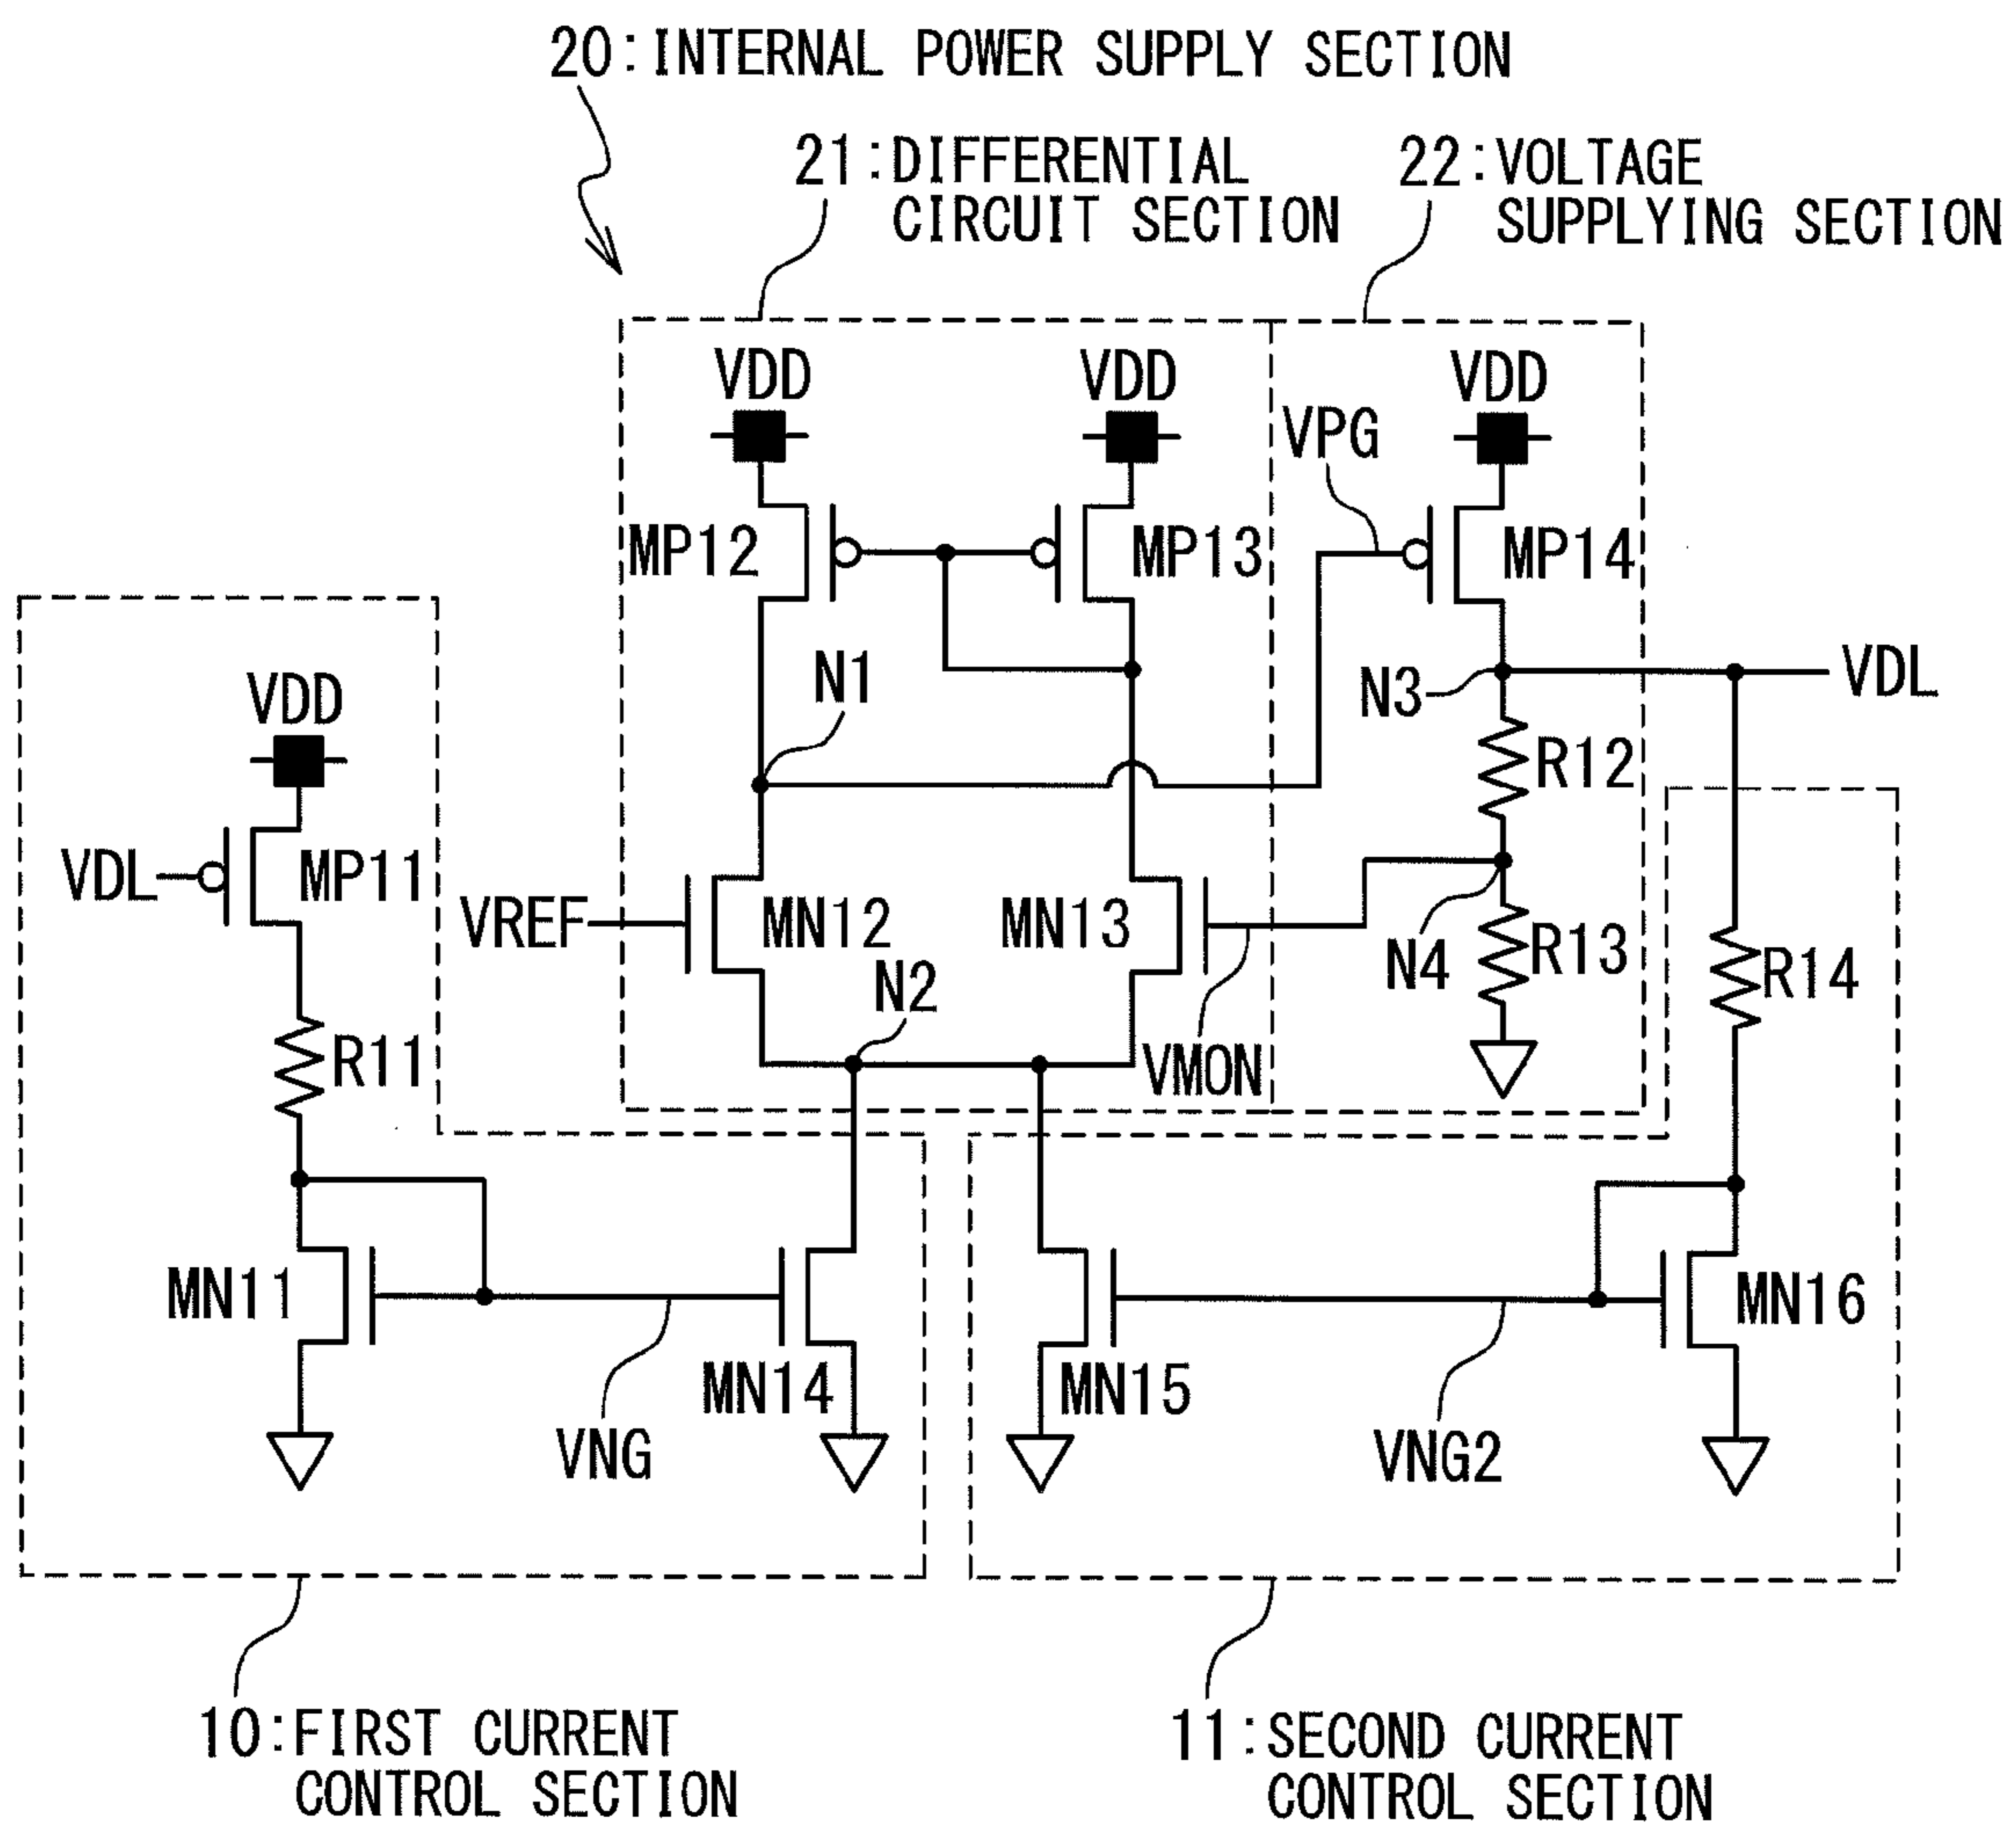 20:INTERNAL POWER SUPPLY SECTION
21:DIFFERENTIAL
CIRCUIT SECTION
22:VOLTAGE
SUPPLYING SECTION
VDD
VDD
VDD
VPG
MP12
MP13
MP14
N1
N3
VDL
VDD
R12
VDL
MP11
VREF
MN12
MN13
N4
R13
R14
N2
R11
VMON
MN11
MN14
MN15
MN16
VNG
VNG2
10:FIRST CURRENT
CONTROL SECTION
11:SECOND CURRENT
CONTROL SECTION